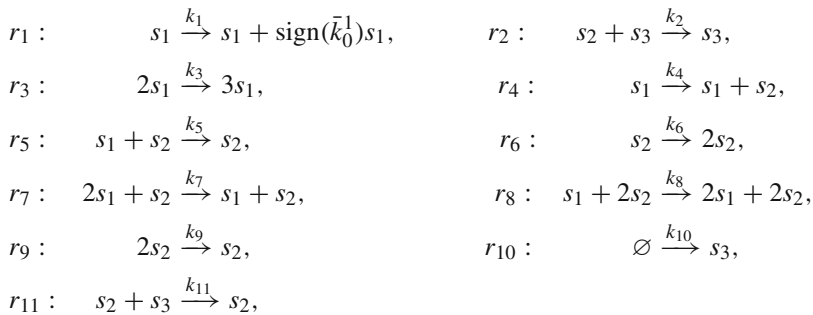 r₁ : s₁ →^{k₁} s₁ + sign(k̄₀¹)s₁, r₂ : s₂ + s₃ →^{k₂} s₃,
r₃ : 2s₁ →^{k₃} 3s₁, r₄ : s₁ →^{k₄} s₁ + s₂,
r₅ : s₁ + s₂ →^{k₅} s₂, r₆ : s₂ →^{k₆} 2s₂,
r₇ : 2s₁ + s₂ →^{k₇} s₁ + s₂, r₈ : s₁ + 2s₂ →^{k₈} 2s₁ + 2s₂,
r₉ : 2s₂ →^{k₉} s₂, r₁₀ : ∅ →^{k₁₀} s₃,
r₁₁ : s₂ + s₃ →^{k₁₁} s₂,